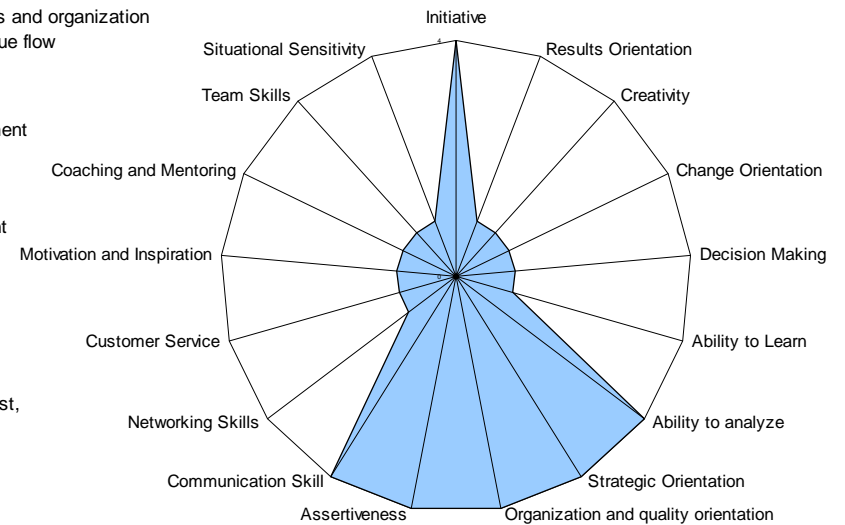 s and organization
ue flow
ent
t
st,
Initiative
4
Situational Sensitivity
Results Orientation
Team Skills
Creativity
Coaching and Mentoring
Change Orientation
Motivation and Inspiration
Decision Making
0
Customer Service
Ability to Learn
Networking Skills
Ability to analyze
Communication Skill
Strategic Orientation
Assertiveness
Organization and quality orientation